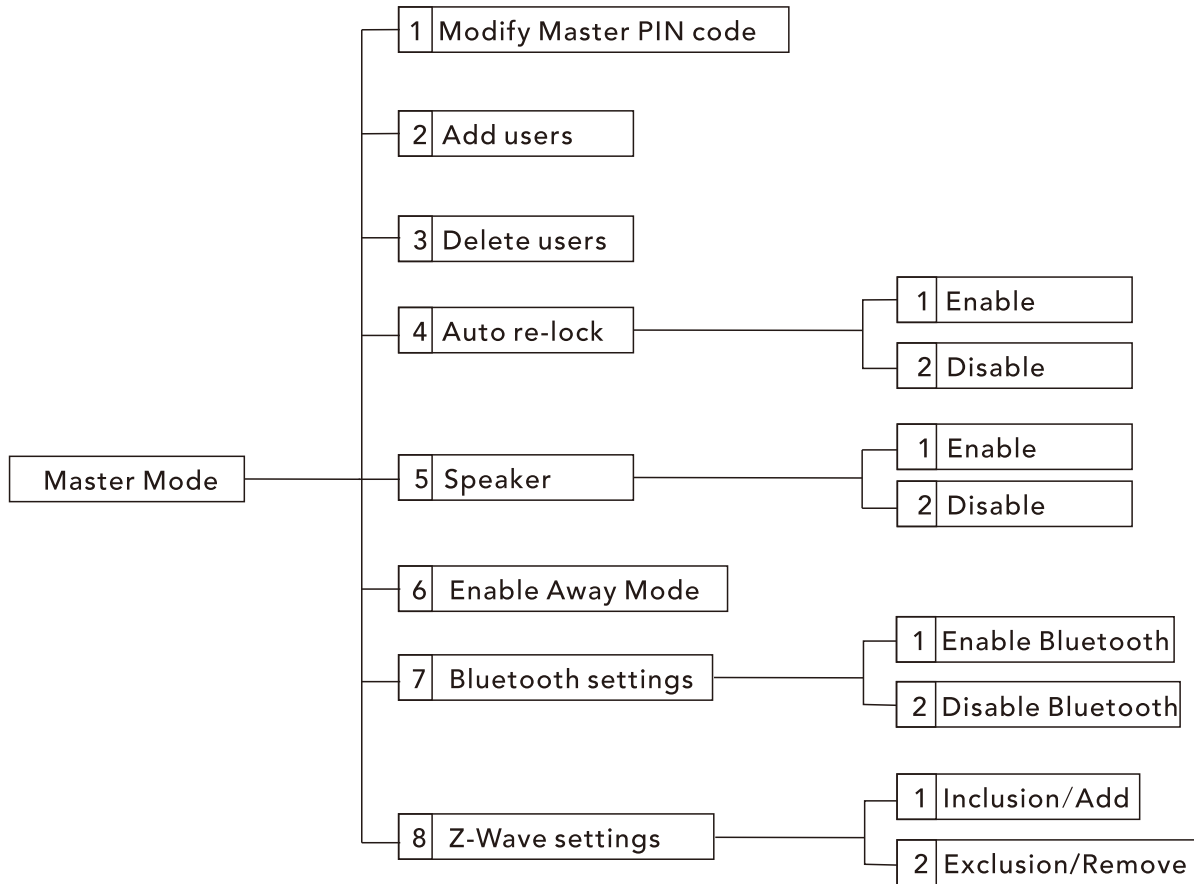 1 Modify Master PIN code
2 Add users
3 Delete users
4 Auto re-lock
1 Enable
2 Disable
Master Mode
5 Speaker
1 Enable
2 Disable
6 Enable Away Mode
7 Bluetooth settings
1 Enable Bluetooth
2 Disable Bluetooth
8 Z-Wave settings
1 Inclusion/Add
2 Exclusion/Remove